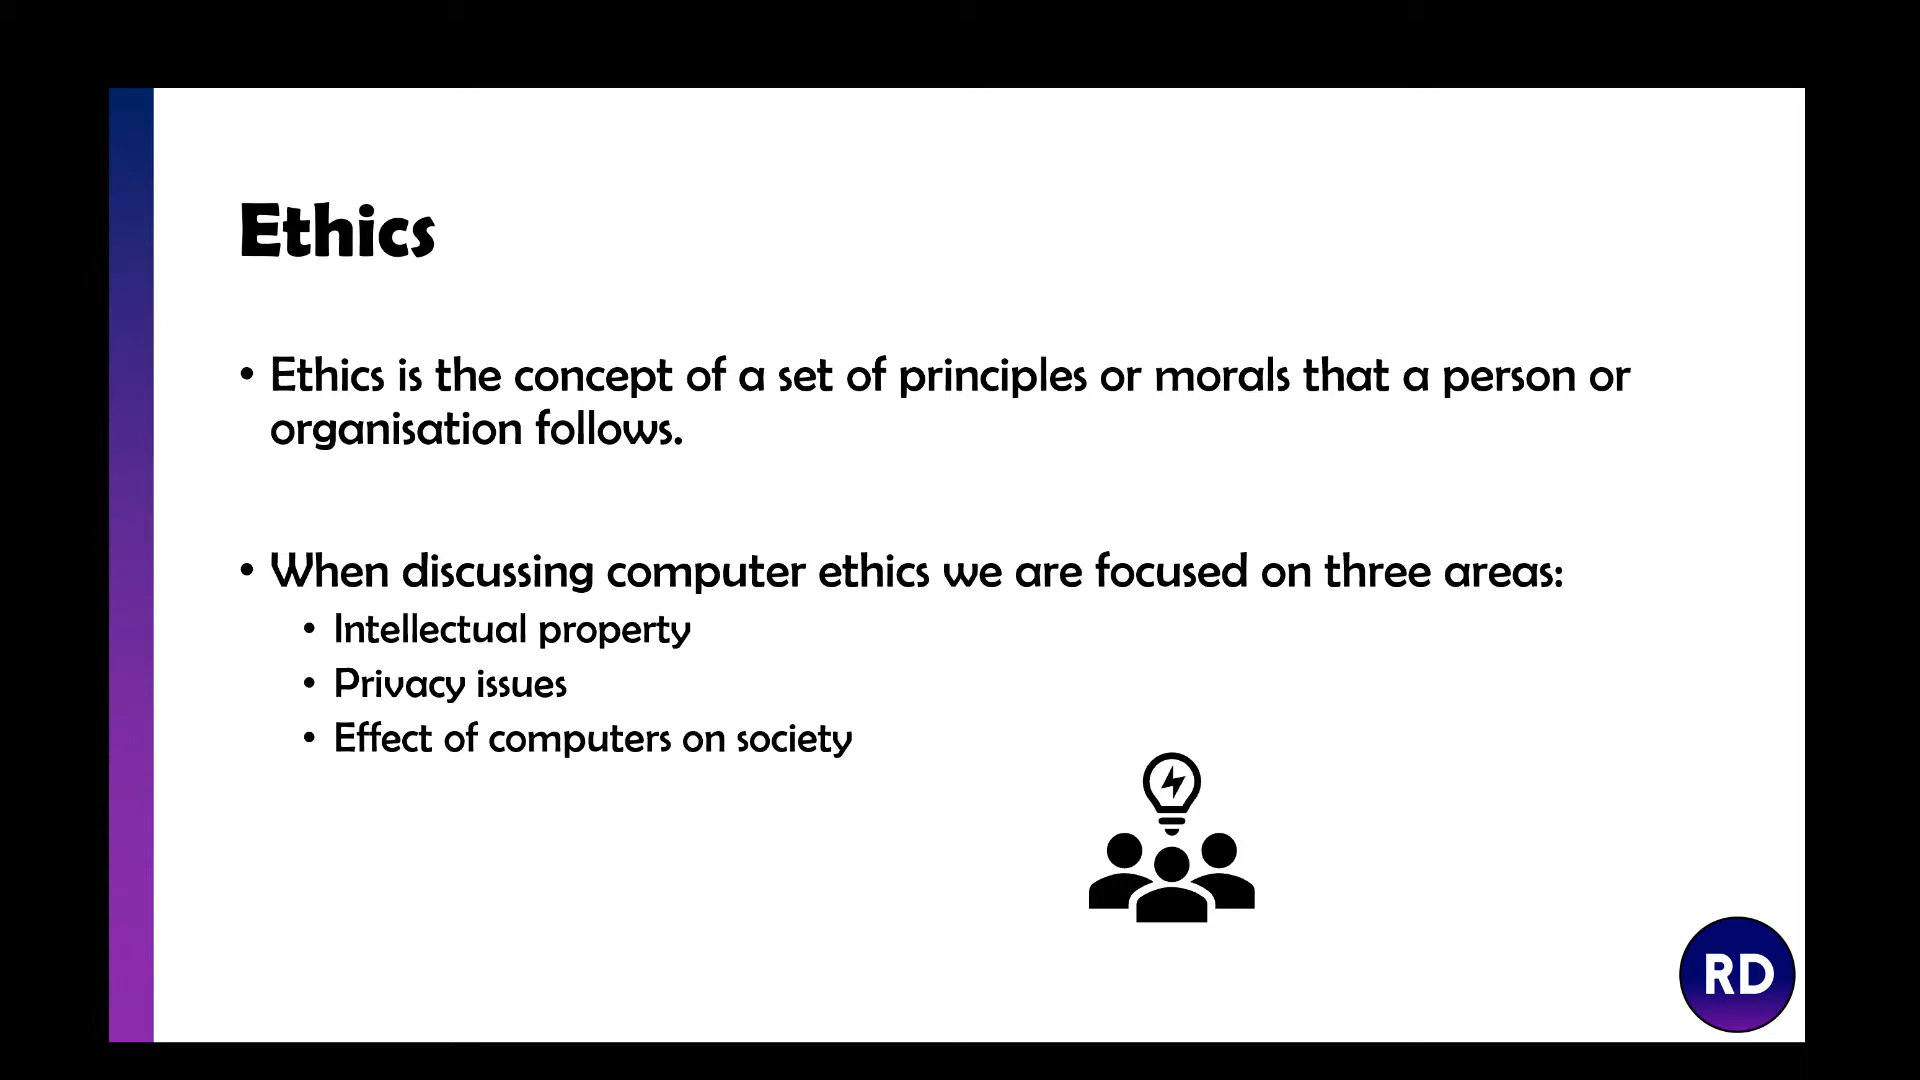 Ethics
• Ethics is the concept of a set of principles or morals that a person or
organisation follows.
• When discussing computer ethics we are focused on three areas:
• Intellectual property
• Privacy issues
• Effect of computers on society
RD